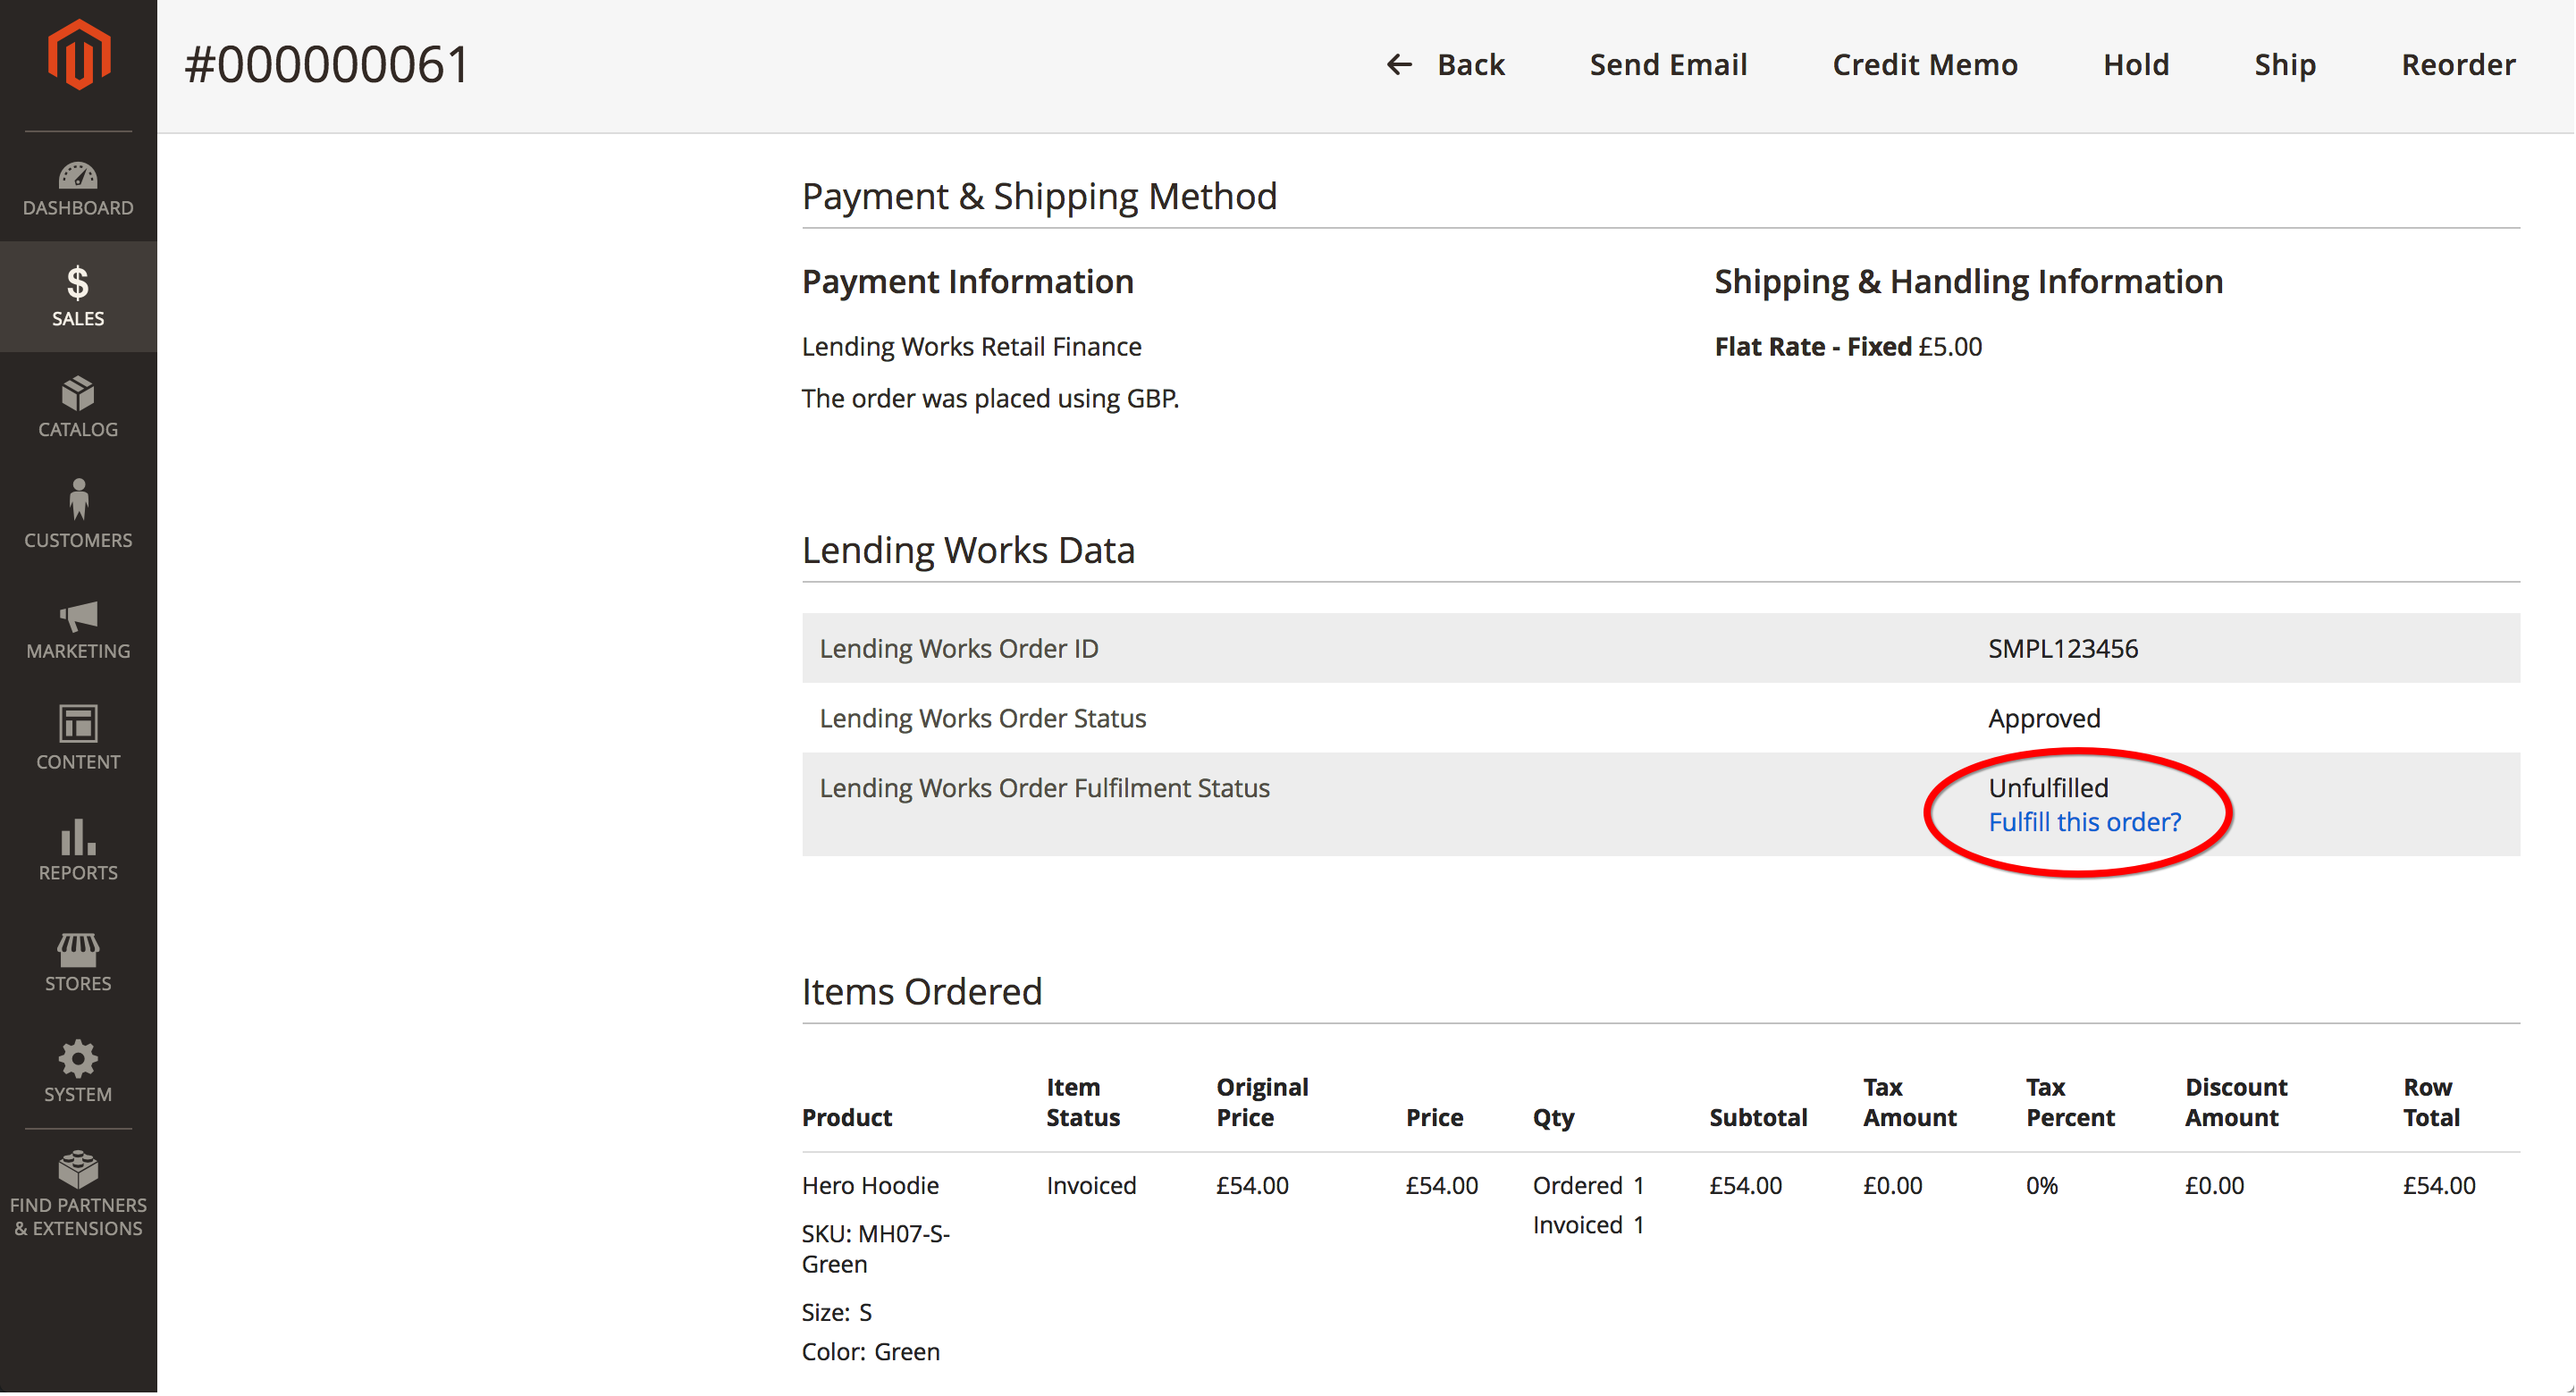 #000000061
Back
Send Email
Credit Memo
Hold
Ship
Reorder
DASHBOARD
SALES
CATALOG
CUSTOMERS
MARKETING
CONTENT
REPORTS
STORES
SYSTEM
FIND PARTNERS
& EXTENSIONS
Payment & Shipping Method
Payment Information
Lending Works Retail Finance
The order was placed using GBP.
Shipping & Handling Information
Flat Rate - Fixed £5.00
Lending Works Data
Lending Works Order ID SMPL123456
Lending Works Order Status Approved
Lending Works Order Fulfilment Status Unfulfilled
Fulfill this order?
Items Ordered
Product
Item
Status
Original
Price
Price
Qty
Subtotal
Tax
Amount
Tax
Percent
Discount
Amount
Row
Total
Hero Hoodie Invoiced £54.00 £54.00 Ordered 1 £54.00 £0.00 0% £0.00 £54.00
Invoiced 1
SKU: MH07-S-
Green
Size: S
Color: Green